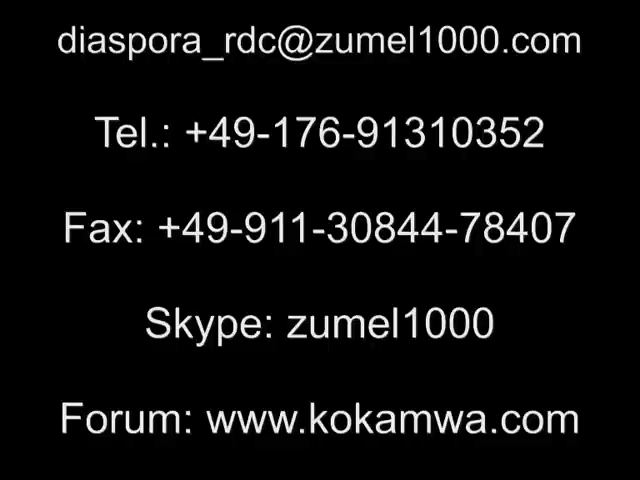 diaspora_rdc@zumel1000.com
Tel.: +49-176-91310352
Fax: +49-911-30844-78407
Skype: zumel1000
Forum: www.kokamwa.com